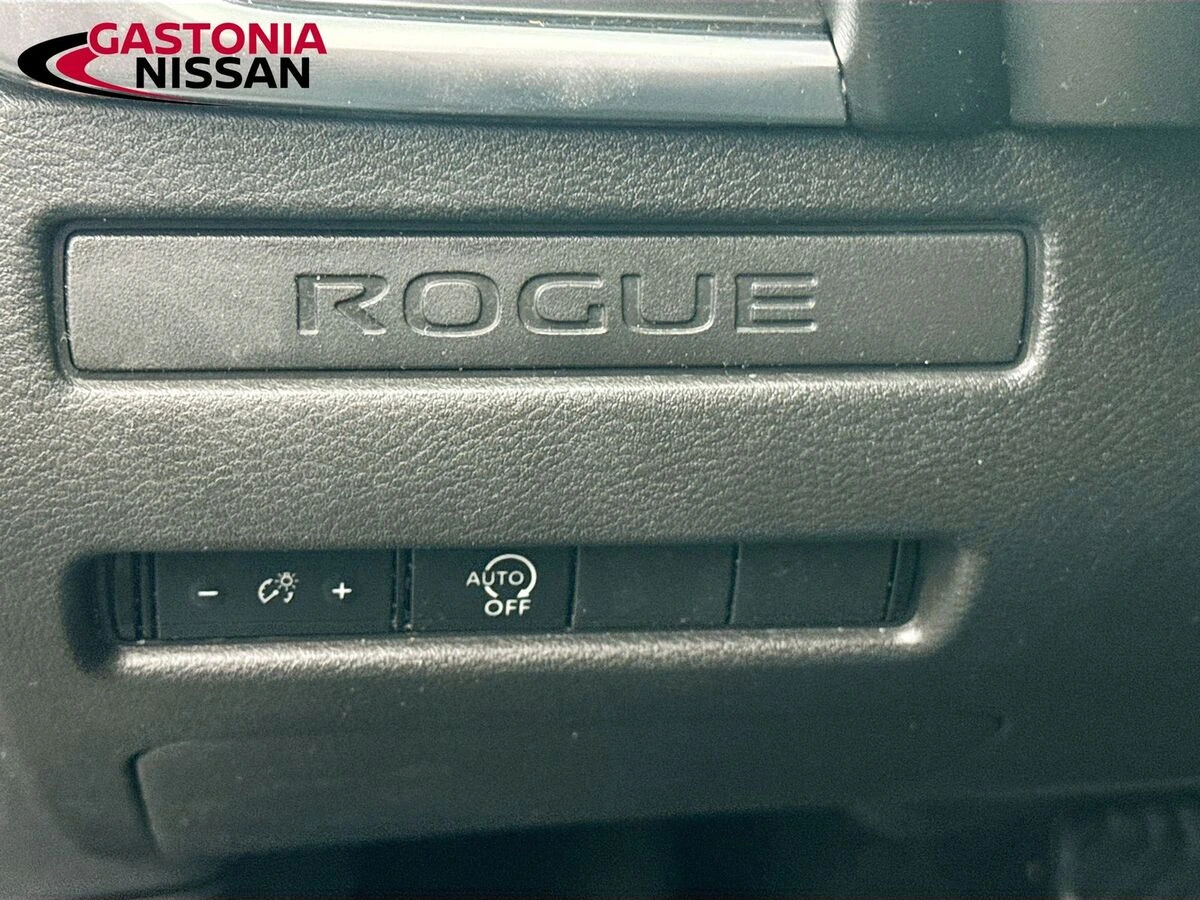 GASTONIA
NISSAN
ROGUE
- +
AUTO
OFF